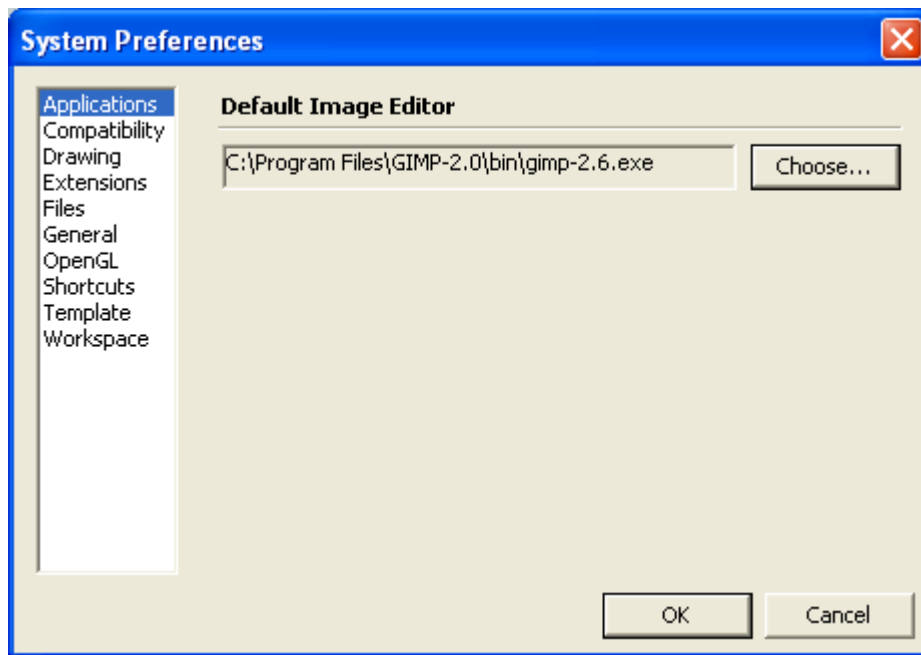 System Preferences
Applications
Compatibility
Drawing
Extensions
Files
General
OpenGL
Shortcuts
Template
Workspace
Default Image Editor
C:\Program Files\GIMP-2.0\bin\gimp-2.6.exe
Choose...
OK
Cancel